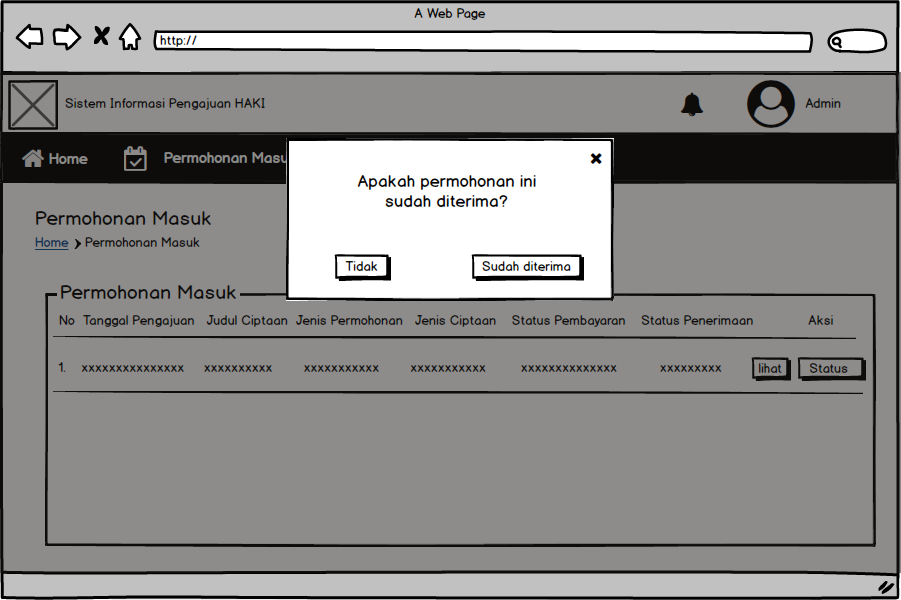 A Web Page
http://
Sistem Informasi Pengajuan HAKI
Admin
Home
Permohonan Masu
Apakah permohonan ini
sudah diterima?
Tidak
Sudah diterima
Permohonan Masuk
Home
Permohonan Masuk
Permohonan Masuk
No Tanggal Pengajuan Judul Ciptaan Jenis Permohonan Jenis Ciptaan Status Pembayaran Status Penerimaan Aksi
1. xxxxxxxxxxxxxxx xxxxxxxxxx xxxxxxxxxxx xxxxxxxxxxx xxxxxxxxxxxxxx xxxxxxxxx lihat Status